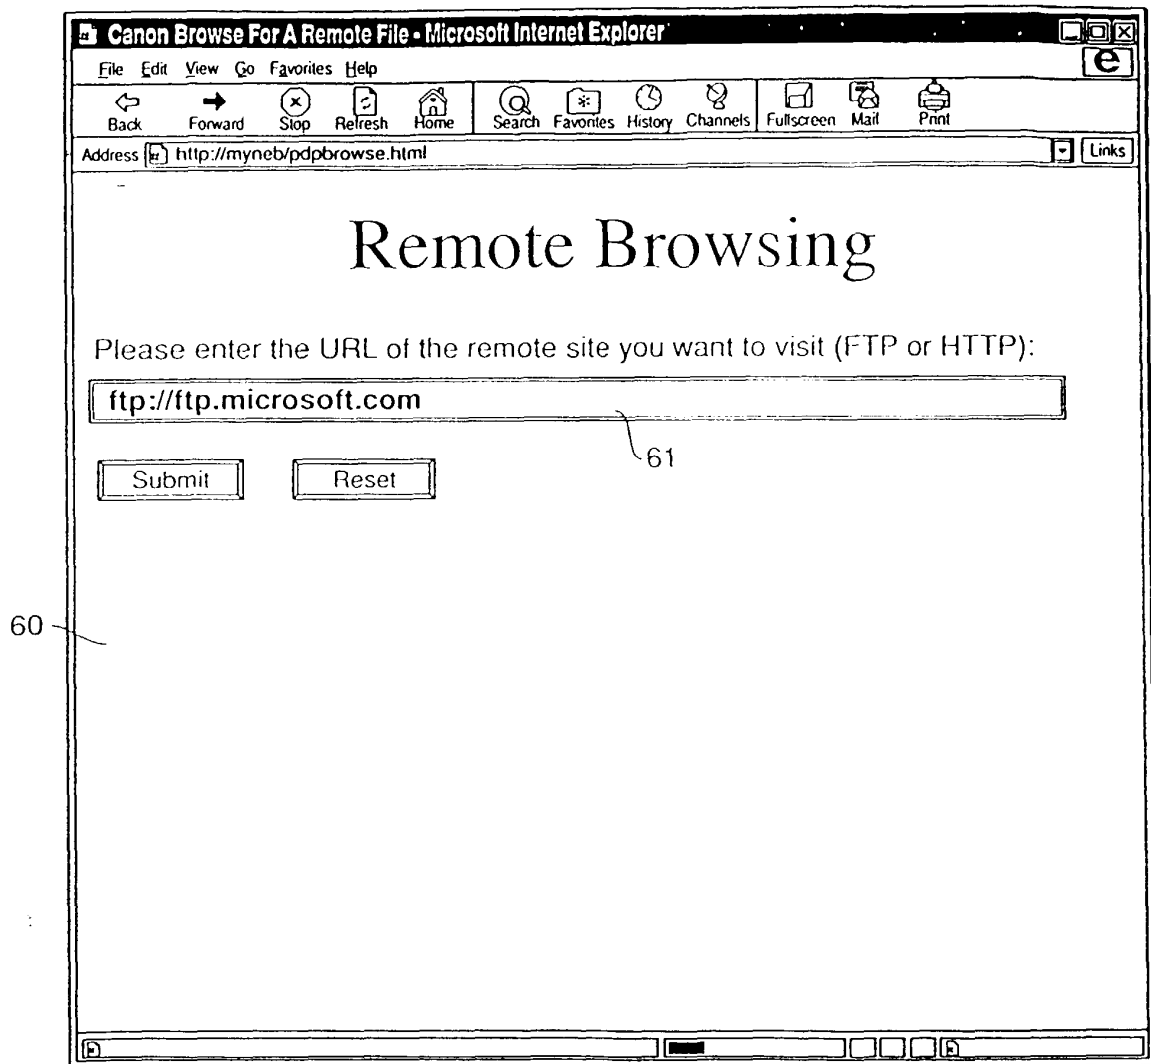 Canon Browse For A Remote File - Microsoft Internet Explorer
File Edit View Go Favorites Help
e
Back Forward Stop Refresh Home Search Favorites History Channels Fullscreen Mail Print
Address http://myneb/pdpbrowse.html Links
Remote Browsing
Please enter the URL of the remote site you want to visit (FTP or HTTP):
ftp://ftp.microsoft.com
61
Submit Reset
60